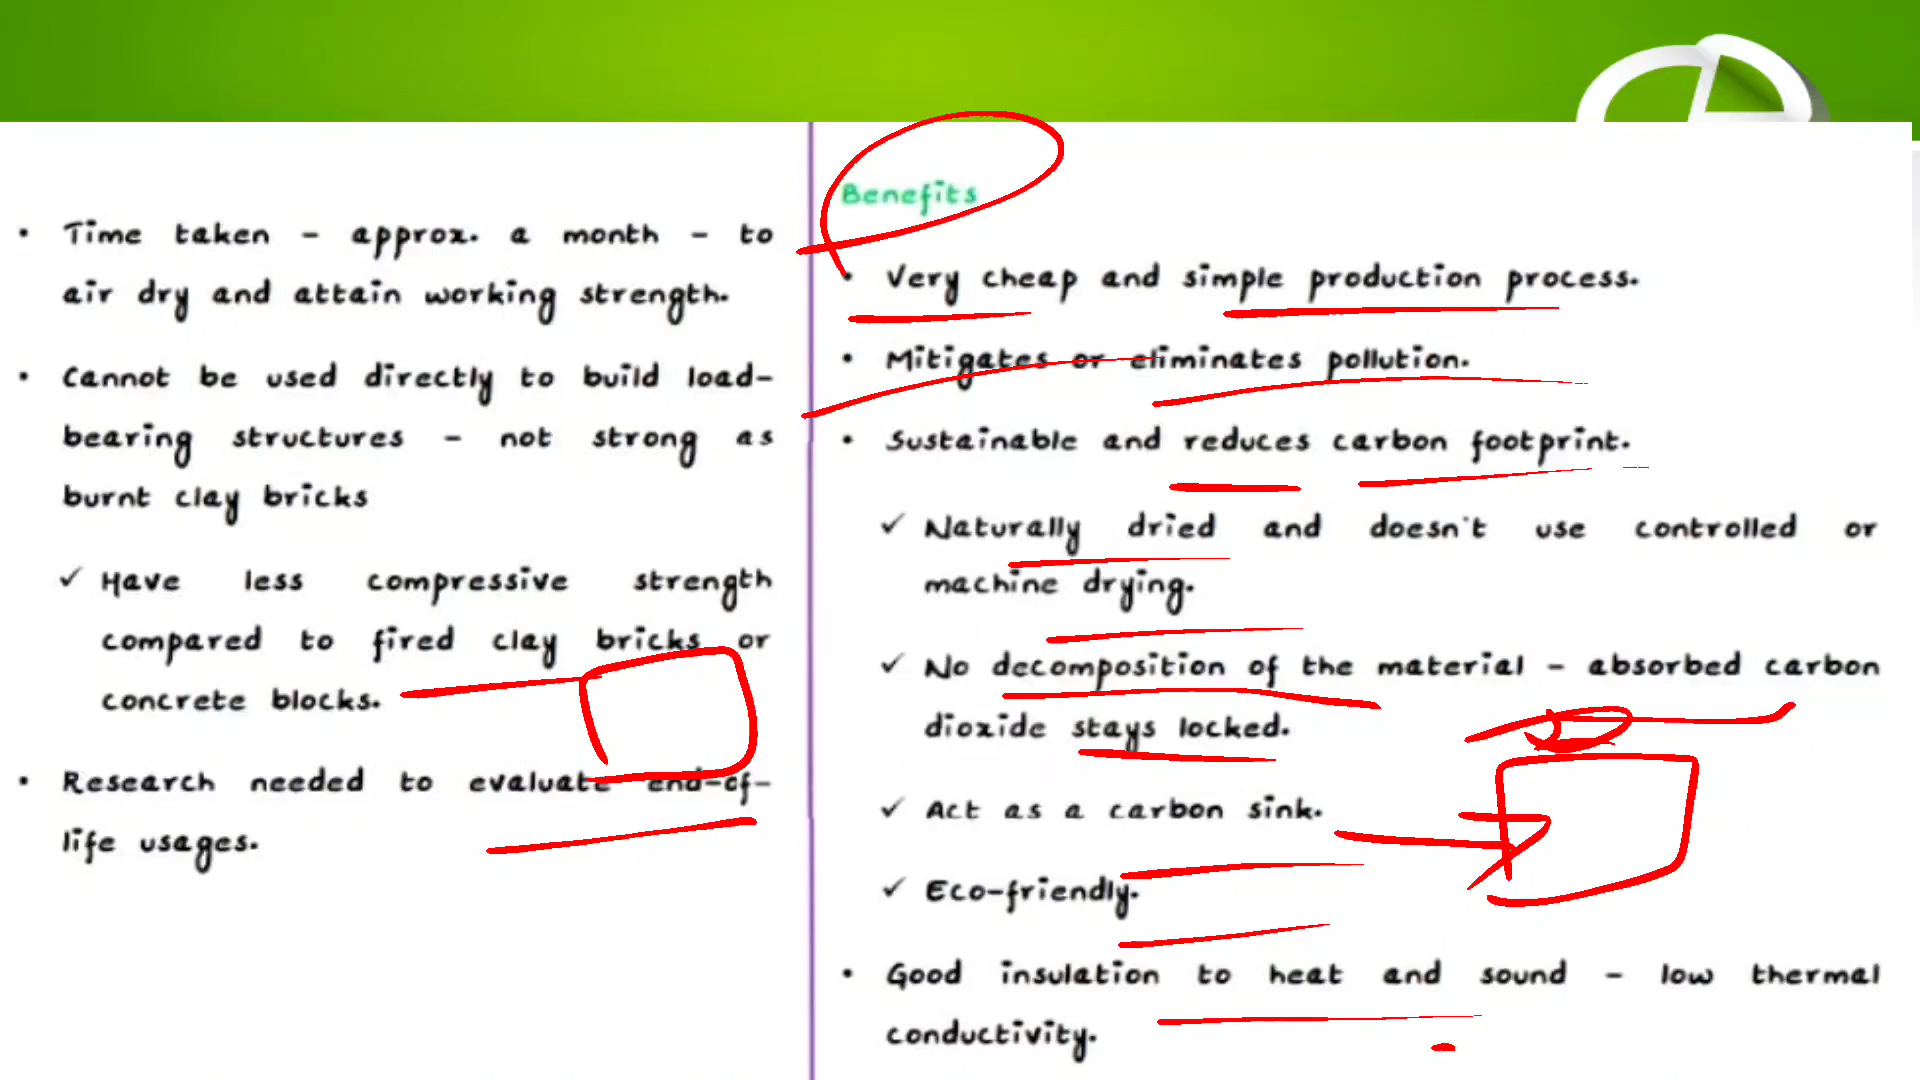 • Time taken - approx. a month - to
air dry and attain working strength.
• Cannot be used directly to build load-
bearing structures - not strong as
burnt clay bricks
✓ Have less compressive strength
compared to fired clay bricks or
concrete blocks.
• Research needed to evaluate end-of-
life usages.
Benefits
• Very cheap and simple production process.
• Mitigates or eliminates pollution.
• Sustainable and reduces carbon footprint.
✓ Naturally dried and doesn't use controlled or
machine drying.
✓ No decomposition of the material - absorbed carbon
dioxide stays locked.
✓ Act as a carbon sink.
✓ Eco-friendly.
• Good insulation to heat and sound - low thermal
conductivity.